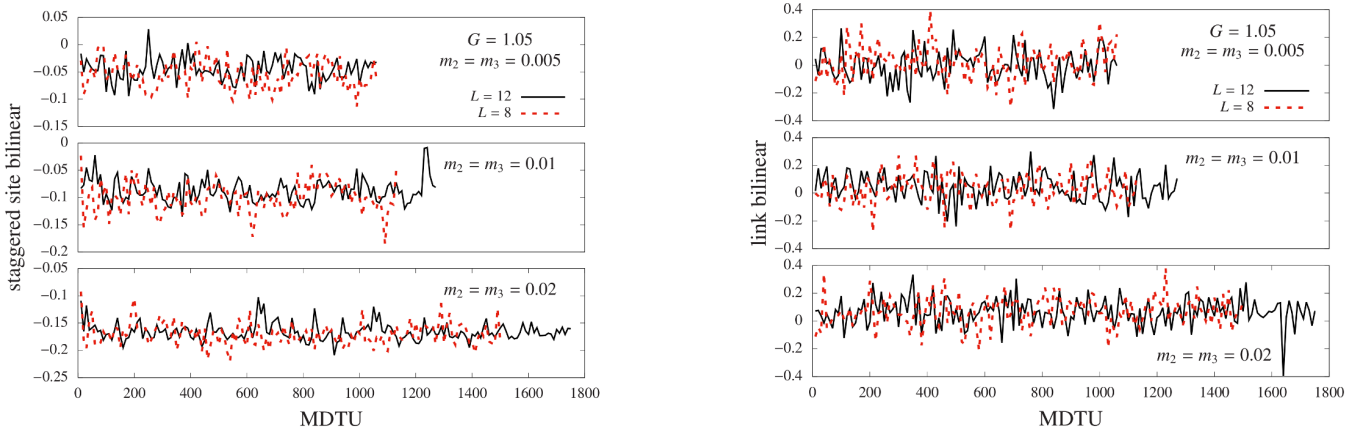 staggered site bilinear
0.05
0
−0.05
−0.1
−0.15
G = 1.05
m₂ = m₃ = 0.005
L = 12
L = 8
0
−0.05
−0.1
−0.15
−0.2
m₂ = m₃ = 0.01
−0.05
−0.1
−0.15
−0.2
−0.25
m₂ = m₃ = 0.02
0 200 400 600 800 1000 1200 1400 1600 1800
MDTU
link bilinear
0.4
0.2
0
−0.2
−0.4
G = 1.05
m₂ = m₃ = 0.005
L = 12
L = 8
0.4
0.2
0
−0.2
−0.4
m₂ = m₃ = 0.01
0.4
0.2
0
−0.2
−0.4
m₂ = m₃ = 0.02
0 200 400 600 800 1000 1200 1400 1600 1800
MDTU